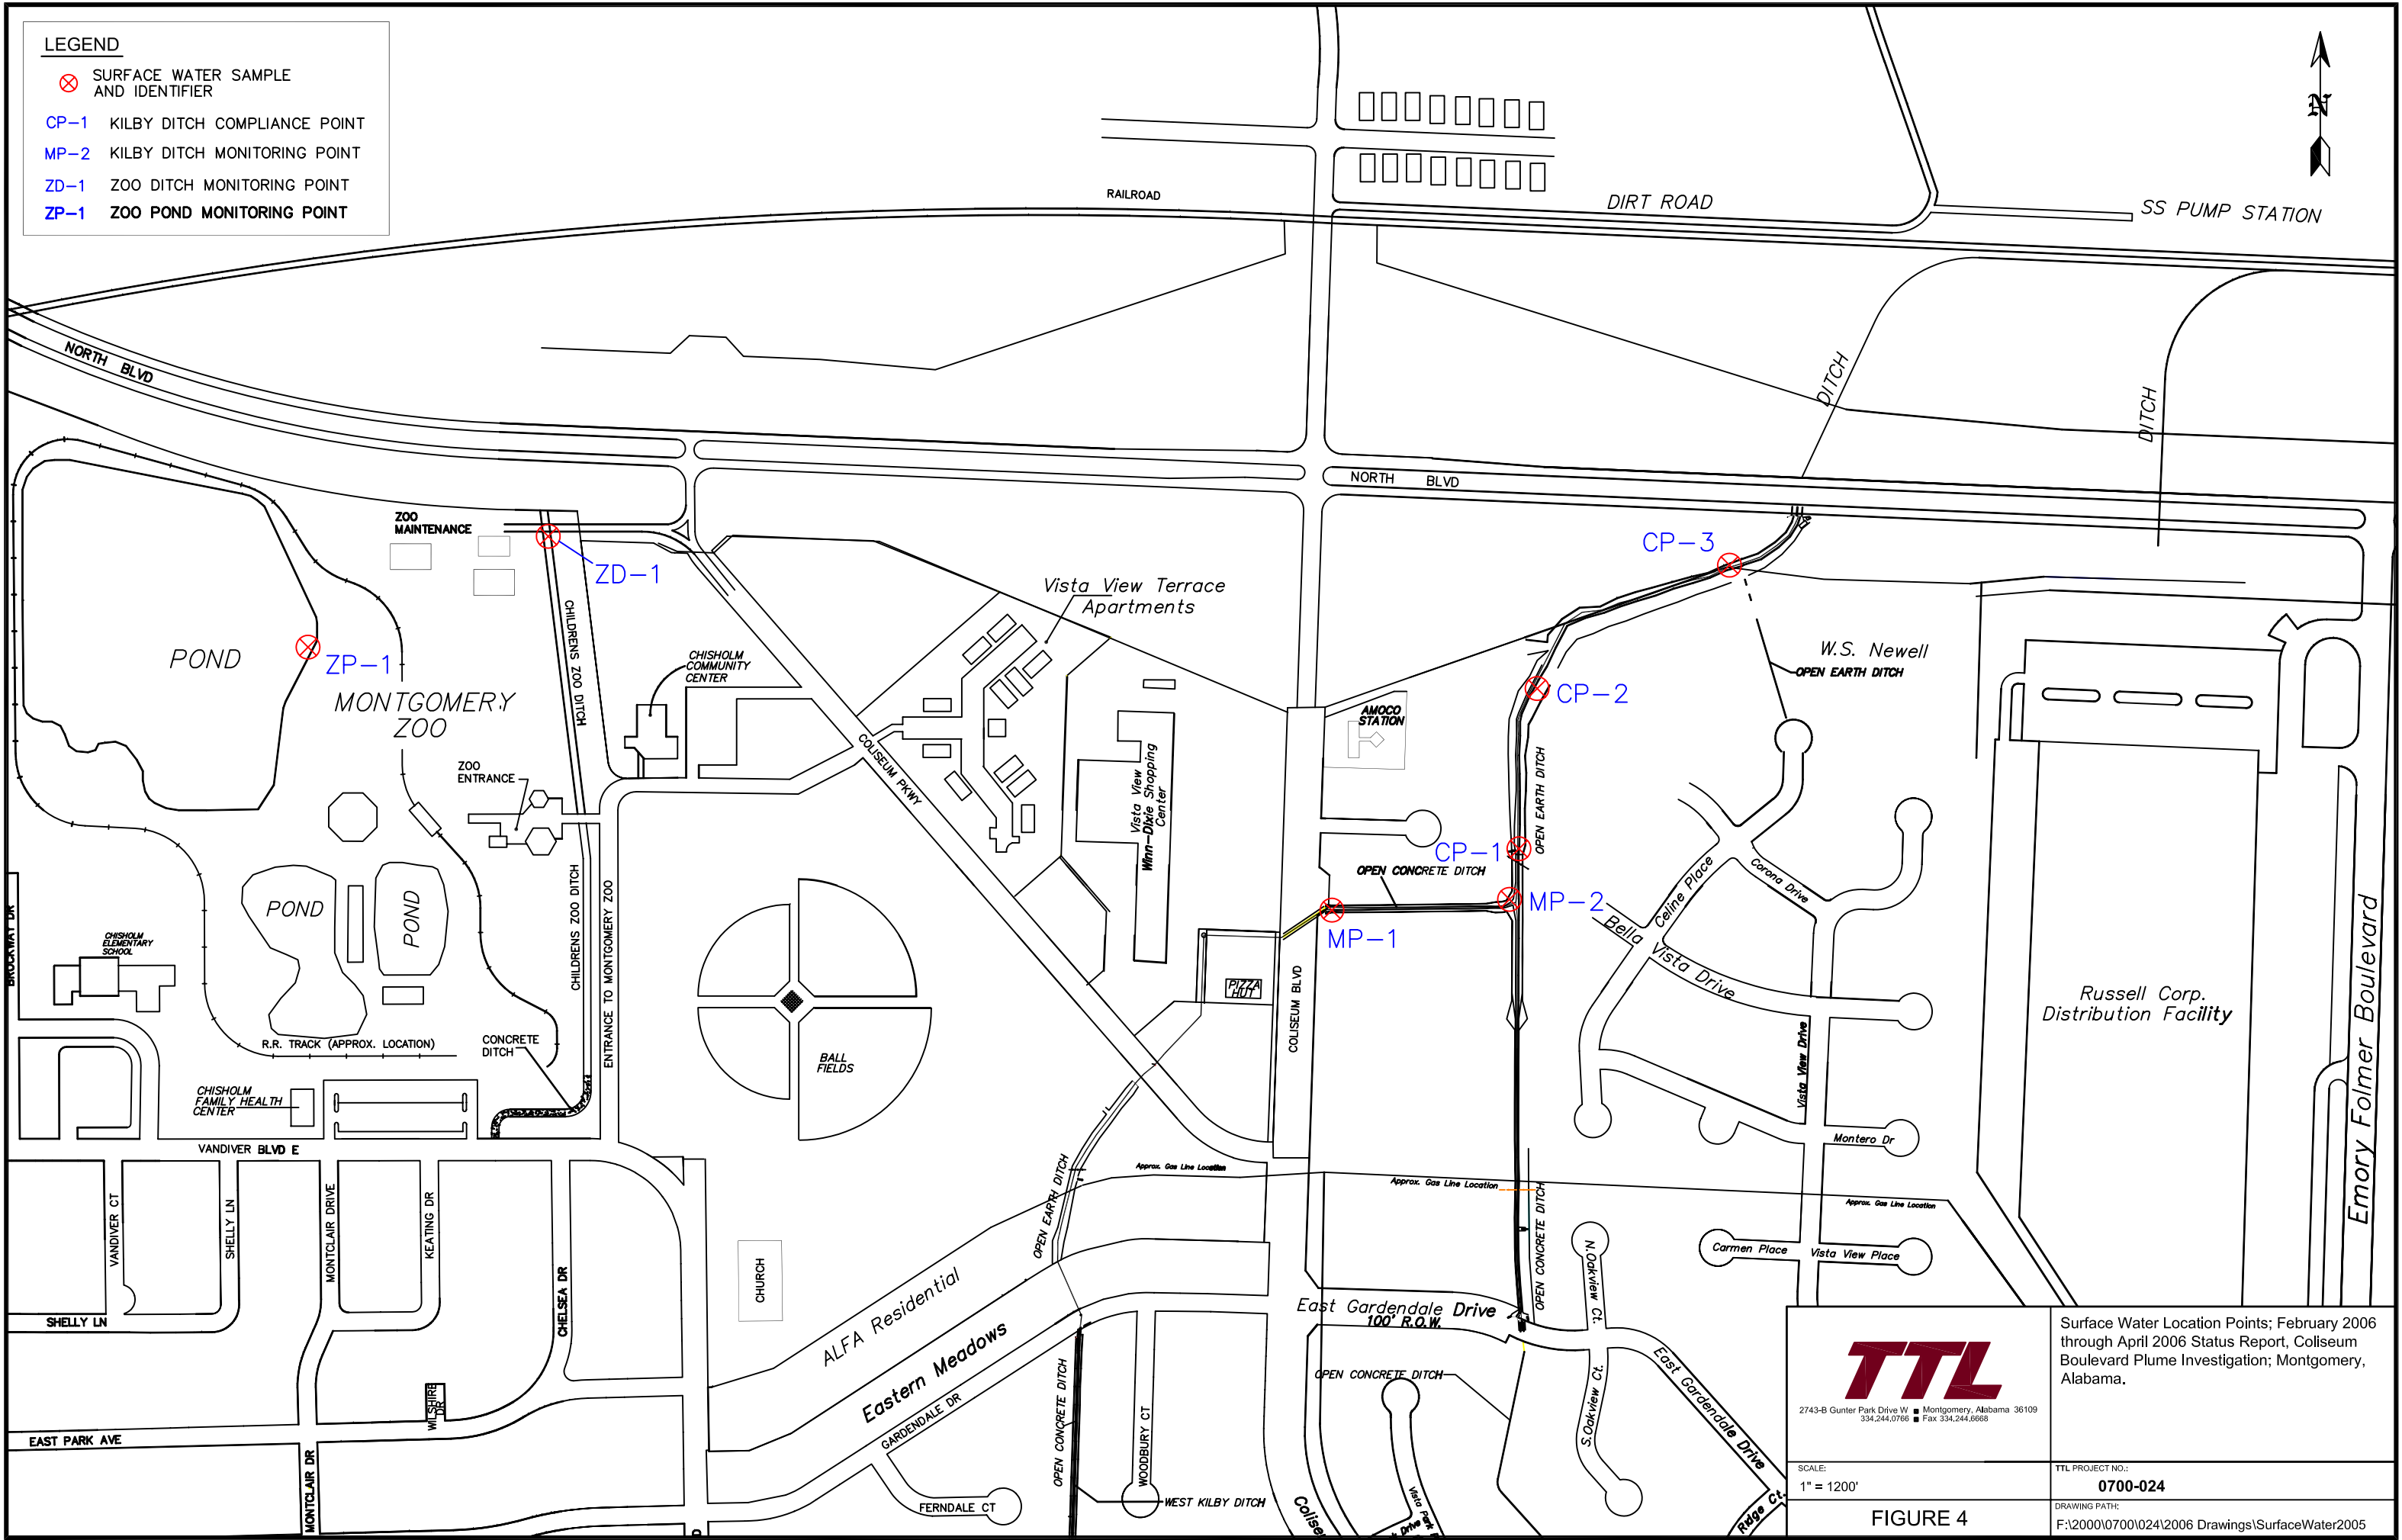 LEGEND
SURFACE WATER SAMPLE
AND IDENTIFIER
CP-1 KILBY DITCH COMPLIANCE POINT
MP-2 KILBY DITCH MONITORING POINT
ZD-1 ZOO DITCH MONITORING POINT
ZP-1 ZOO POND MONITORING POINT
N
RAILROAD
DIRT ROAD
SS PUMP STATION
NORTH BLVD
DITCH
DITCH
NORTH BLVD
ZOO
MAINTENANCE
ZD-1
CP-3
Vista View Terrace
Apartments
POND
ZP-1
MONTGOMERY
ZOO
CHILDRENS ZOO DITCH
CHISHOLM
COMMUNITY
CENTER
W.S. Newell
OPEN EARTH DITCH
CP-2
AMOCO
STATION
COLISEUM PKWY
Vista View
Winn-Dixie Shopping
Center
OPEN EARTH DITCH
ZOO
ENTRANCE
CP-1
OPEN CONCRETE DITCH
MP-2
MP-1
Celine Place
Corona Drive
Bella Vista Drive
POND
POND
CHISHOLM
ELEMENTARY
SCHOOL
BROCKWAY DR
CHILDRENS ZOO DITCH
ENTRANCE TO MONTGOMERY ZOO
PIZZA
HUT
COLISEUM BLVD
Russell Corp.
Distribution Facility
Emory Folmer Boulevard
Vista View Drive
R.R. TRACK (APPROX. LOCATION)
CONCRETE
DITCH
BALL
FIELDS
CHISHOLM
FAMILY HEALTH
CENTER
VANDIVER BLVD E
Montero Dr
Approx. Gas Line Location
Approx. Gas Line Location
Approx. Gas Line Location
OPEN EARTH DITCH
OPEN CONCRETE DITCH
VANDIVER CT
SHELLY LN
MONTCLAIR DRIVE
KEATING DR
CHELSEA DR
CHURCH
N.Oakview Ct.
Carmen Place
Vista View Place
SHELLY LN
ALFA Residential
Eastern Meadows
East Gardendale Drive
100' R.O.W.
OPEN CONCRETE DITCH
S.Oakview Ct.
East Gardendale Drive
WILSHIRE
DR
EAST PARK AVE
MONTCLAIR DR
GARDENDALE DR
OPEN CONCRETE DITCH
WOODBURY CT
FERNDALE CT
WEST KILBY DITCH
Colise
Vista Park
Drive
Ridge Ct.
TTL
2743-B Gunter Park Drive W ■ Montgomery, Alabama 36109
334.244.0766 ■ Fax 334.244.6668
Surface Water Location Points; February 2006
through April 2006 Status Report, Coliseum
Boulevard Plume Investigation; Montgomery,
Alabama.
SCALE:
1" = 1200'
TTL PROJECT NO.:
0700-024
FIGURE 4
DRAWING PATH:
F:\2000\0700\024\2006 Drawings\SurfaceWater2005